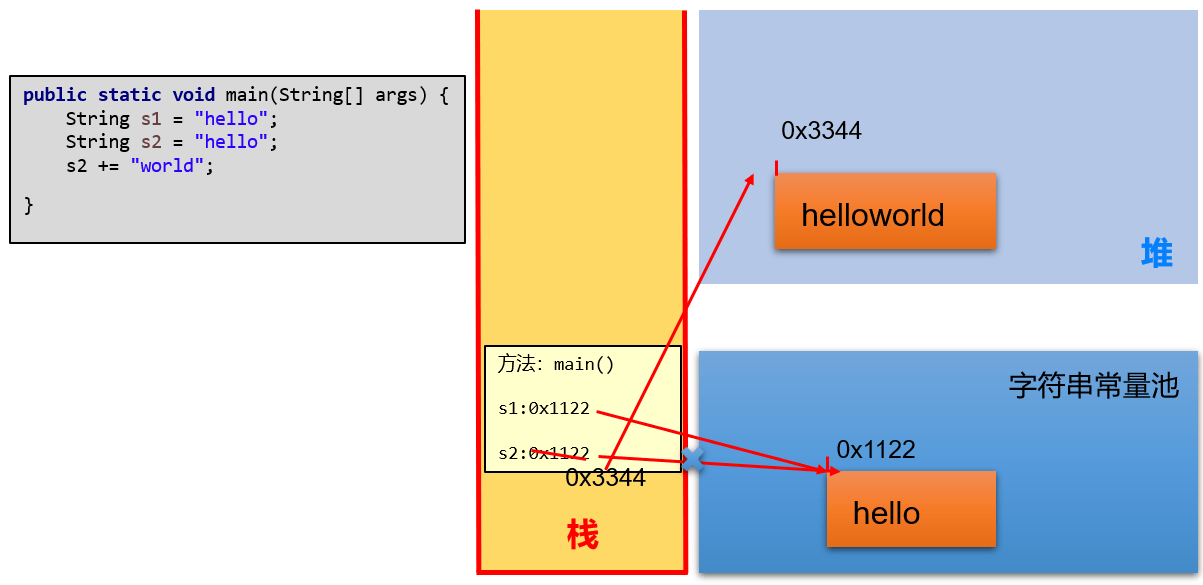 public static void main(String[] args) {
String s1 = "hello";
String s2 = "hello";
s2 += "world";
}
方法：main()
s1:0x1122
s2:0x1122
0x3344
栈
0x3344
helloworld
堆
字符串常量池
0x1122
hello